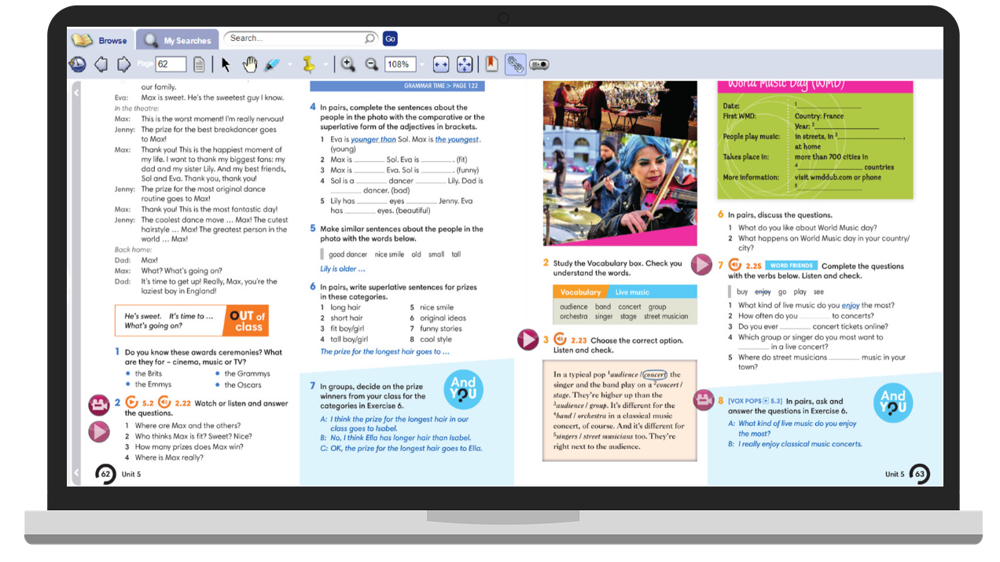 Browse
My Searches
Search...
Go
Page
62
108%
our family.
Eva: Max is sweet. He's the sweetest guy I know.
In the theatre:
Max: This is the worst moment! I'm really nervous!
Jenny: The prize for the best breakdancer goes
to Max!
Max: Thank you! This is the happiest moment of
my life. I want to thank my biggest fans: my
dad and my sister Lily. And my best friends,
Sol and Eva. Thank you, thank you!
Jenny: The prize for the most original dance
routine goes to Max!
Max: Thank you! This is the most fantastic day!
Jenny: The coolest dance move ... Max! The cutest
hairstyle ... Max! The greatest person in the
world ... Max!
Back home:
Dad: Max!
Max: What? What's going on?
Dad: It's time to get up! Really, Max, you're the
laziest boy in England!
He's sweet. It's time to ...
What's going on?
OUT of
class
1 Do you know these awards ceremonies? What
are they for – cinema, music or TV?
• the Brits • the Grammys
• the Emmys • the Oscars
2 5.2 2.22 Watch or listen and answer
the questions.
1 Where are Max and the others?
2 Who thinks Max is fit? Sweet? Nice?
3 How many prizes does Max win?
4 Where is Max really?
62 Unit 5
GRAMMAR TIME > PAGE 122
4 In pairs, complete the sentences about the
people in the photo with the comparative or the
superlative form of the adjectives in brackets.
1 Eva is younger than Sol. Max is the youngest.
(young)
2 Max is ________ Sol. Eva is ________. (fit)
3 Max is ________ Eva. Sol is ________. (funny)
4 Sol is a ________ dancer ________ Lily. Dad is
________ dancer. (bad)
5 Lily has ________ eyes ________ Jenny. Eva
has ________ eyes. (beautiful)
5 Make similar sentences about the people in the
photo with the words below.
good dancer nice smile old small tall
Lily is older ...
6 In pairs, write superlative sentences for prizes
in these categories.
1 long hair 5 nice smile
2 short hair 6 original ideas
3 fit boy/girl 7 funny stories
4 tall boy/girl 8 cool style
The prize for the longest hair goes to ...
7 In groups, decide on the prize
winners from your class for the
categories in Exercise 6.
And
Y?U
A: I think the prize for the longest hair in our
class goes to Isabel.
B: No, I think Ella has longer hair than Isabel.
C: OK, the prize for the longest hair goes to Ella.
2 Study the Vocabulary box. Check you
understand the words.
Vocabulary Live music
audience band concert group
orchestra singer stage street musician
3 2.23 Choose the correct option.
Listen and check.
In a typical pop 1audience / concert the
singer and the band play on a 2concert /
stage. They're higher up than the
3audience / group. It's different for the
4band / orchestra in a classical music
concert, of course. And it's different for
5singers / street musicians too. They're
right next to the audience.
World Music Day (WMD)
Date: 1________
First WMD: Country: France
Year: 2________
People play music: in streets, in 3________,
at home
Takes place in: more than 700 cities in
4________ countries
More information: visit wmddub.com or phone
5________
6 In pairs, discuss the questions.
1 What do you like about World Music day?
2 What happens on World Music day in your country/
city?
7 2.25 WORD FRIENDS Complete the questions
with the verbs below. Listen and check.
buy enjoy go play see
1 What kind of live music do you enjoy the most?
2 How often do you ________ to concerts?
3 Do you ever ________ concert tickets online?
4 Which group or singer do you most want to
________ in a live concert?
5 Where do street musicians ________ music in your
town?
8 [VOX POPS ▶ 5.3] In pairs, ask and
answer the questions in Exercise 6.
And
Y?U
A: What kind of live music do you enjoy
the most?
B: I really enjoy classical music concerts.
Unit 5 63